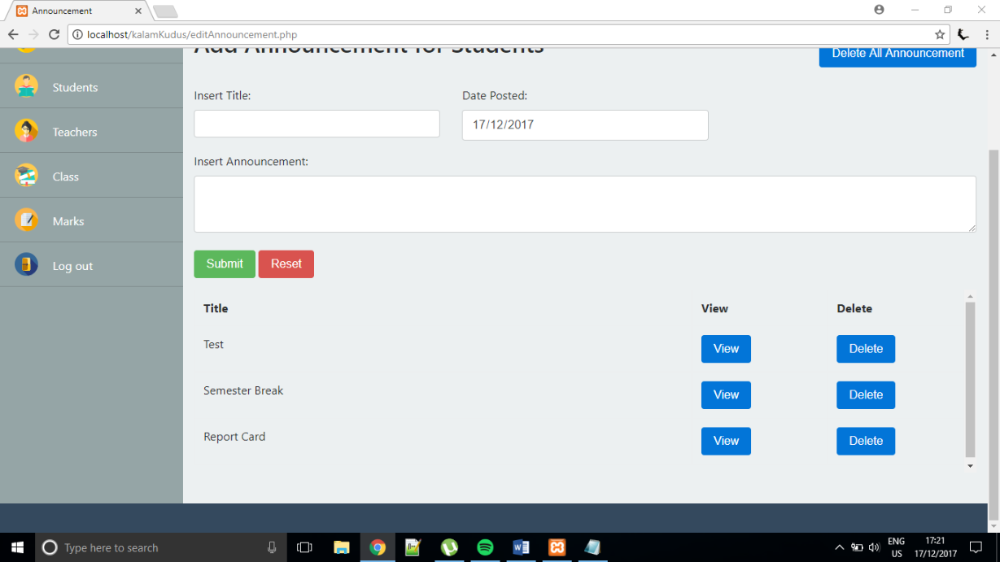 Announcement
localhost/kalamKudus/editAnnouncement.php
Add Announcement for Students
Delete All Announcement
Students
Teachers
Class
Marks
Log out
Insert Title:
Date Posted:
17/12/2017
Insert Announcement:
Submit Reset
Title View Delete
Test View Delete
Semester Break View Delete
Report Card View Delete
Type here to search
ENG
US
17:21
17/12/2017